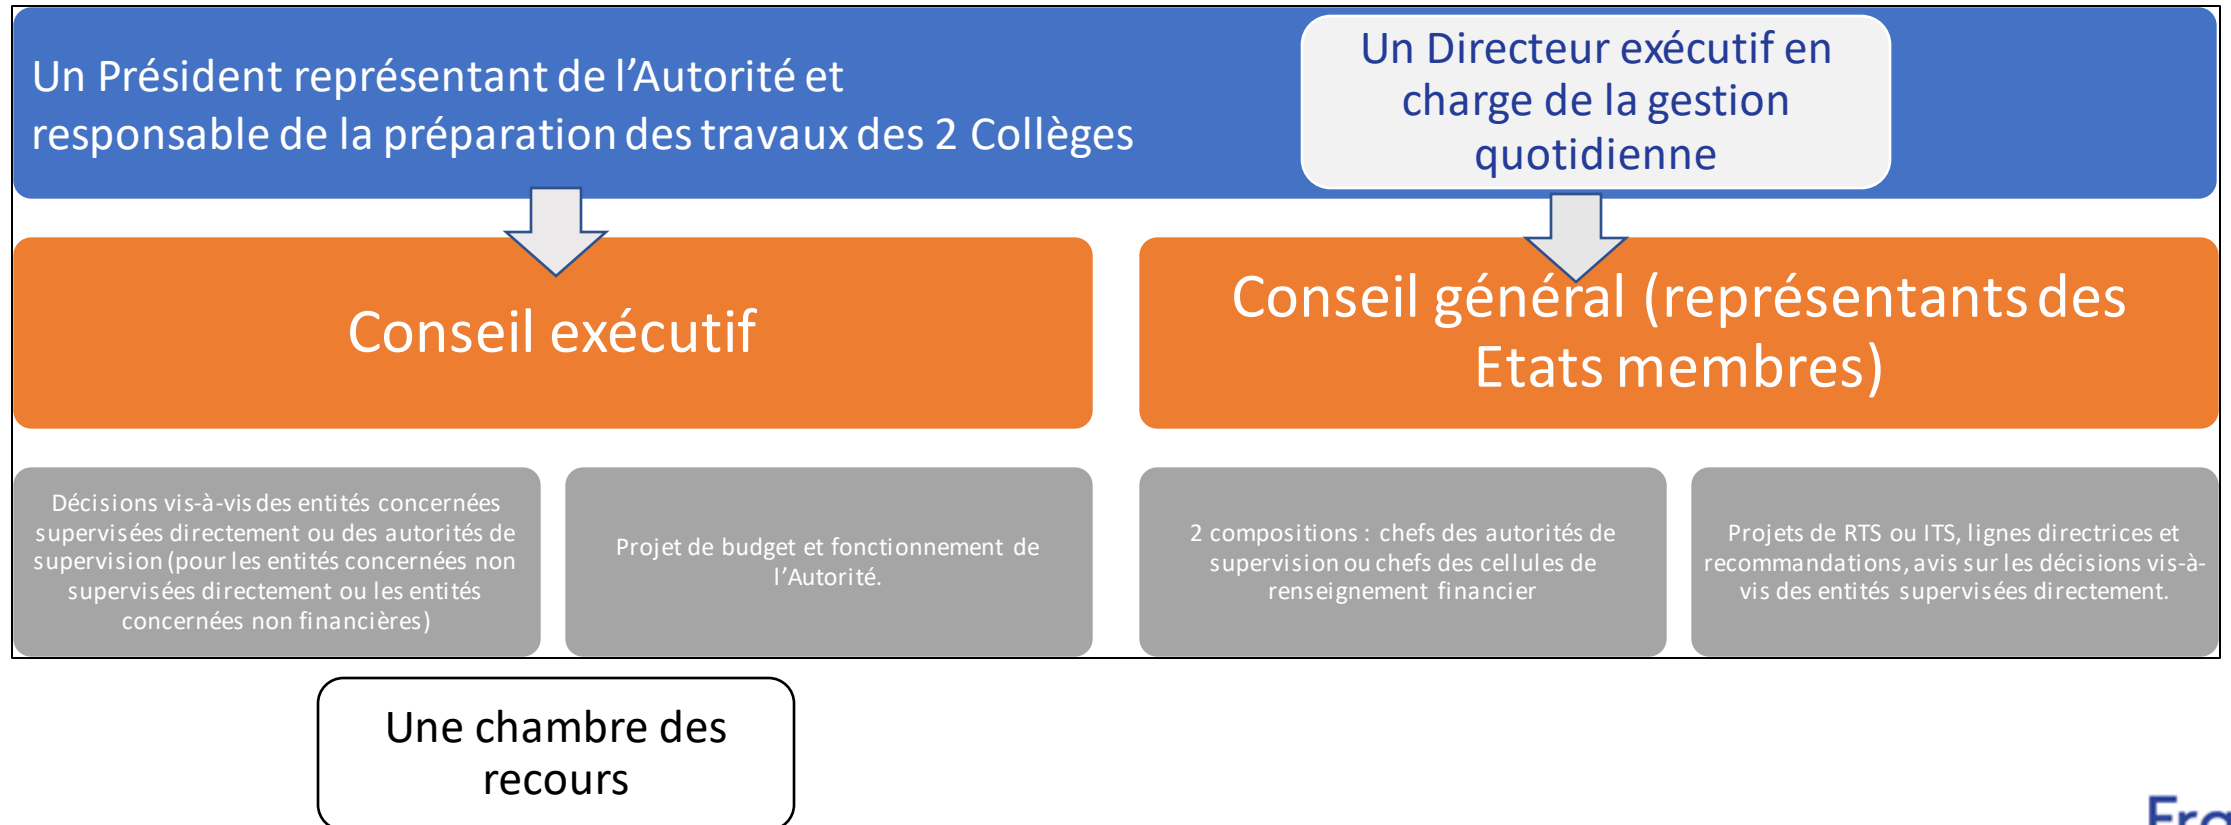 Un Président représentant de l'Autorité et
responsable de la préparation des travaux des 2 Collèges
Un Directeur exécutif en
charge de la gestion
quotidienne
Conseil exécutif
Conseil général (représentants des
Etats membres)
Décisions vis-à-vis des entités concernées
supervisées directement ou des autorités de
supervision (pour les entités concernées non
supervisées directement ou les entités
concernées non financières)
Projet de budget et fonctionnement de
l'Autorité.
2 compositions : chefs des autorités de
supervision ou chefs des cellules de
renseignement financier
Projets de RTS ou ITS, lignes directrices et
recommandations, avis sur les décisions vis-à-
vis des entités supervisées directement.
Une chambre des
recours